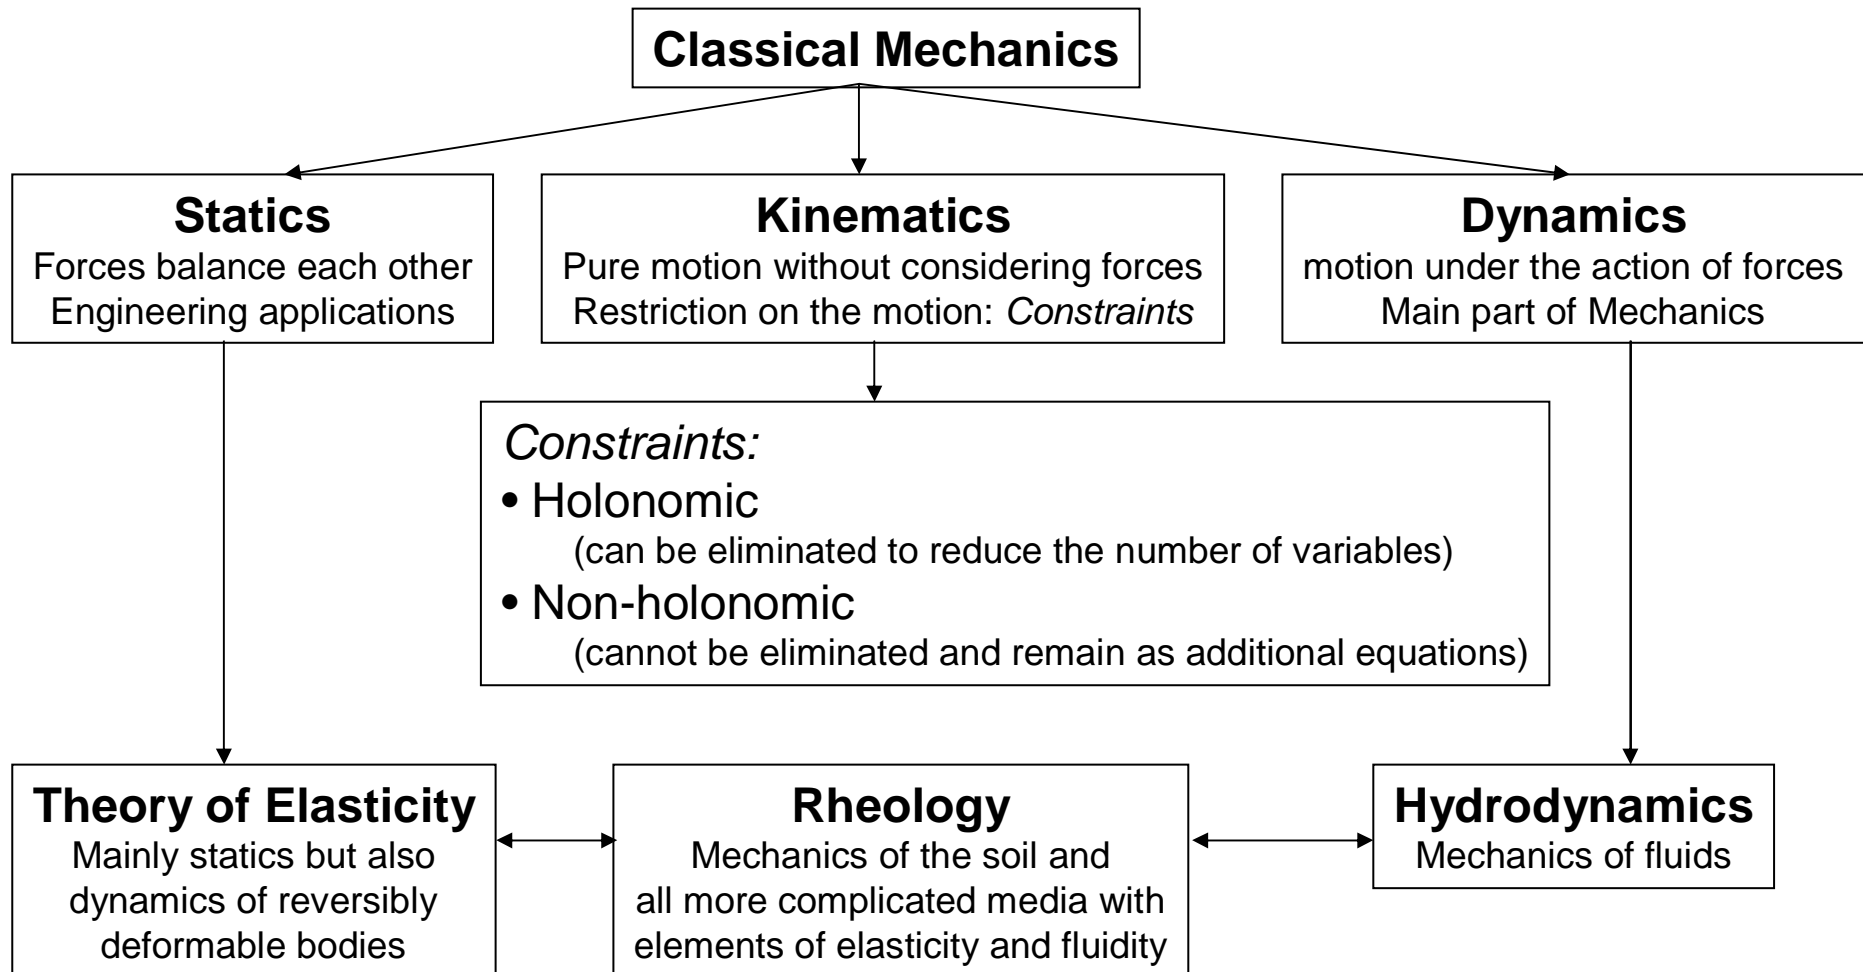 Classical Mechanics
Statics
Forces balance each other
Engineering applications
Kinematics
Pure motion without considering forces
Restriction on the motion: Constraints
Dynamics
motion under the action of forces
Main part of Mechanics
Constraints:
• Holonomic
(can be eliminated to reduce the number of variables)
• Non-holonomic
(cannot be eliminated and remain as additional equations)
Theory of Elasticity
Mainly statics but also
dynamics of reversibly
deformable bodies
Rheology
Mechanics of the soil and
all more complicated media with
elements of elasticity and fluidity
Hydrodynamics
Mechanics of fluids